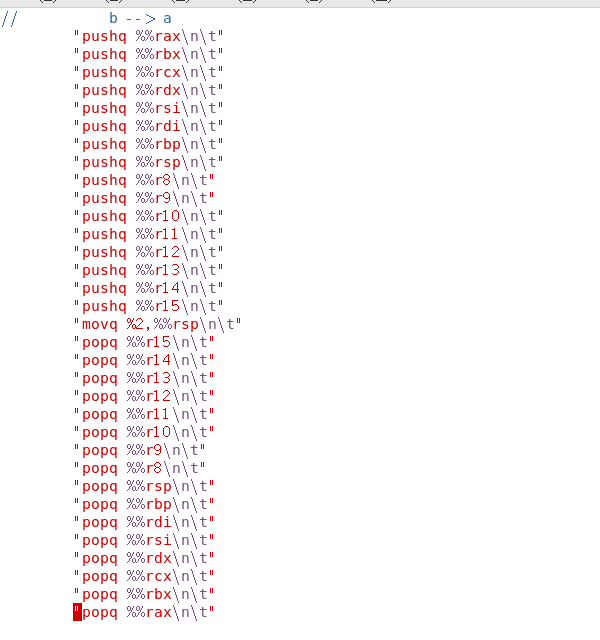 // b --> a
"pushq %%rax\n\t"
"pushq %%rbx\n\t"
"pushq %%rcx\n\t"
"pushq %%rdx\n\t"
"pushq %%rsi\n\t"
"pushq %%rdi\n\t"
"pushq %%rbp\n\t"
"pushq %%rsp\n\t"
"pushq %%r8\n\t"
"pushq %%r9\n\t"
"pushq %%r10\n\t"
"pushq %%r11\n\t"
"pushq %%r12\n\t"
"pushq %%r13\n\t"
"pushq %%r14\n\t"
"pushq %%r15\n\t"
"movq %2,%%rsp\n\t"
"popq %%r15\n\t"
"popq %%r14\n\t"
"popq %%r13\n\t"
"popq %%r12\n\t"
"popq %%r11\n\t"
"popq %%r10\n\t"
"popq %%r9\n\t"
"popq %%r8\n\t"
"popq %%rsp\n\t"
"popq %%rbp\n\t"
"popq %%rdi\n\t"
"popq %%rsi\n\t"
"popq %%rdx\n\t"
"popq %%rcx\n\t"
"popq %%rbx\n\t"
"popq %%rax\n\t"